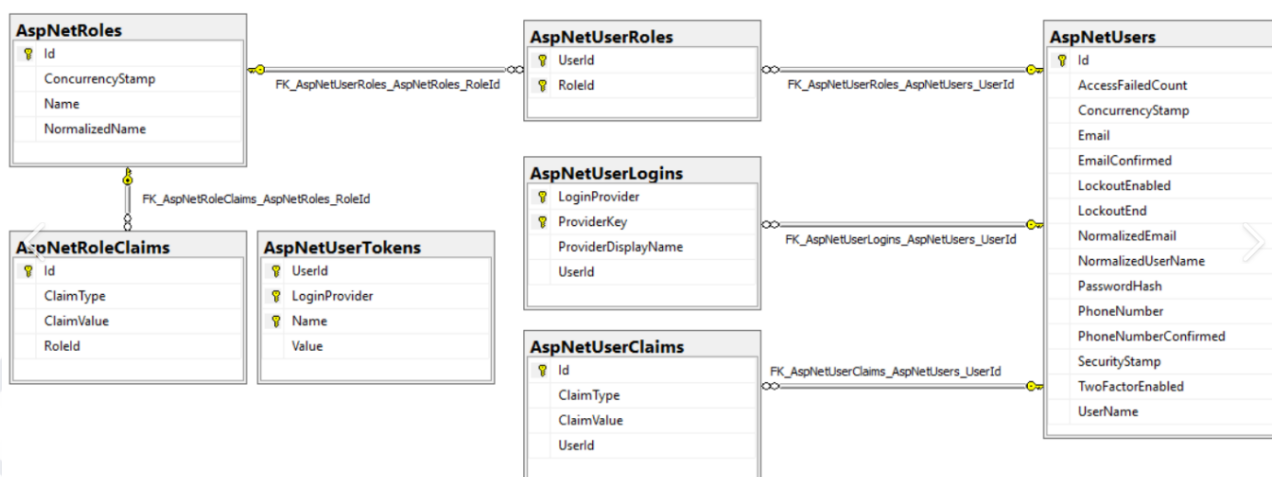 AspNetRoles
Id
ConcurrencyStamp
Name
NormalizedName
FK_AspNetUserRoles_AspNetRoles_RoleId
AspNetUserRoles
UserId
RoleId
FK_AspNetUserRoles_AspNetUsers_UserId
AspNetUsers
Id
AccessFailedCount
ConcurrencyStamp
Email
EmailConfirmed
LockoutEnabled
LockoutEnd
NormalizedEmail
NormalizedUserName
PasswordHash
PhoneNumber
PhoneNumberConfirmed
SecurityStamp
TwoFactorEnabled
UserName
FK_AspNetRoleClaims_AspNetRoles_RoleId
AspNetRoleClaims
Id
ClaimType
ClaimValue
RoleId
AspNetUserTokens
UserId
LoginProvider
Name
Value
AspNetUserLogins
LoginProvider
ProviderKey
ProviderDisplayName
UserId
FK_AspNetUserLogins_AspNetUsers_UserId
AspNetUserClaims
Id
ClaimType
ClaimValue
UserId
FK_AspNetUserClaims_AspNetUsers_UserId